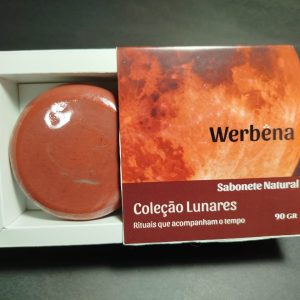 Werbena
Sabonete Natural
Coleção Lunares
Rituais que acompanham o tempo
90 GR